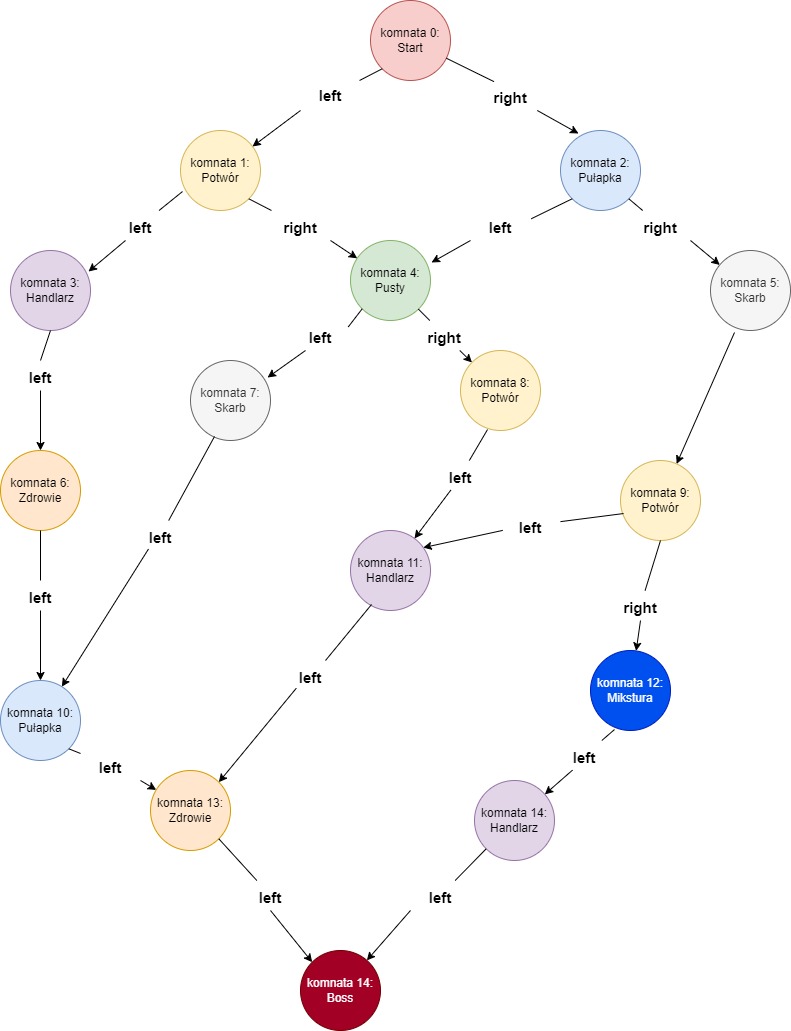 komnata 0:
Start
left
right
komnata 1:
Potwór
komnata 2:
Pułapka
left
right
left
right
komnata 3:
Handlarz
komnata 4:
Pusty
komnata 5:
Skarb
left
left
right
komnata 7:
Skarb
komnata 8:
Potwór
komnata 6:
Zdrowie
left
komnata 9:
Potwór
left
left
komnata 11:
Handlarz
left
right
left
komnata 12:
Mikstura
komnata 10:
Pułapka
left
left
komnata 13:
Zdrowie
komnata 14:
Handlarz
left
left
komnata 14:
Boss